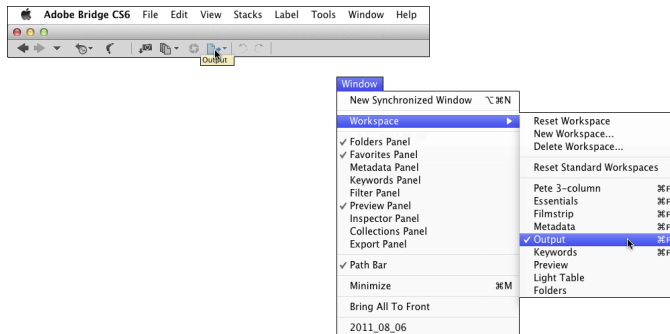 Adobe Bridge CS6 File Edit View Stacks Label Tools Window Help
Output
Window
New Synchronized Window ⌥⌘N
Workspace
✓ Folders Panel
✓ Favorites Panel
Metadata Panel
Keywords Panel
Filter Panel
✓ Preview Panel
Inspector Panel
Collections Panel
Export Panel
✓ Path Bar
Minimize ⌘M
Bring All To Front
2011_08_06
Reset Workspace
New Workspace...
Delete Workspace...
Reset Standard Workspaces
Pete 3-column ⌘F
Essentials ⌘F
Filmstrip ⌘F
Metadata ⌘F
✓ Output ⌘F
Keywords ⌘F
Preview
Light Table
Folders